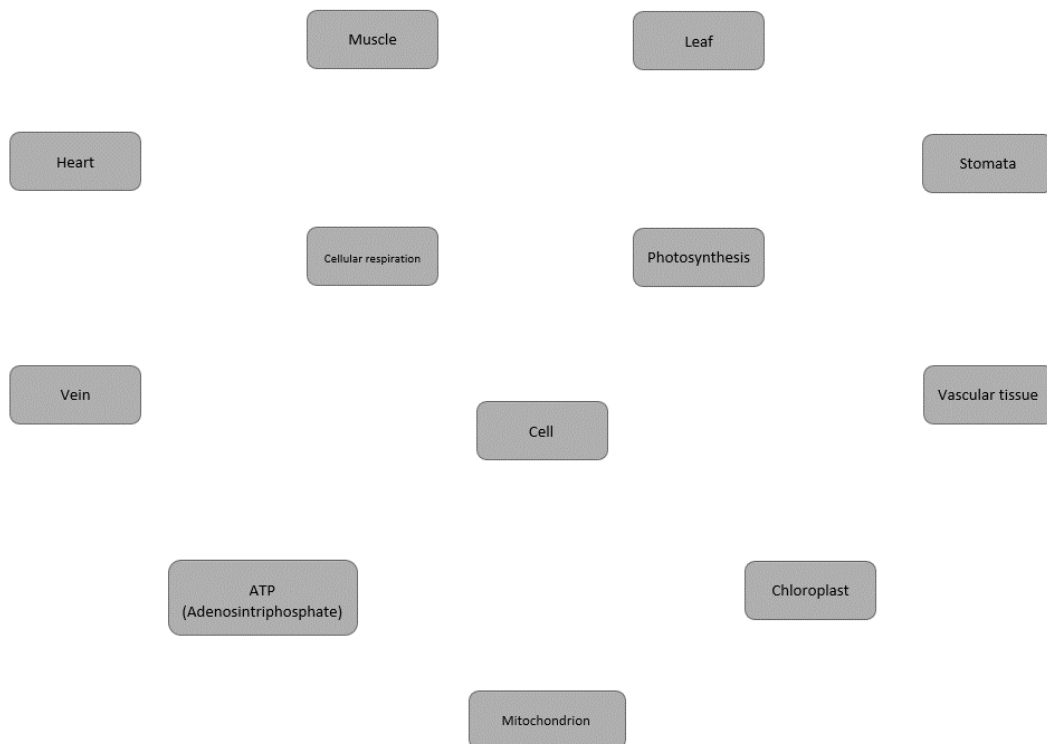 Muscle
Leaf
Heart
Stomata
Cellular respiration
Photosynthesis
Vein
Vascular tissue
Cell
ATP
(Adenosintriphosphate)
Chloroplast
Mitochondrion